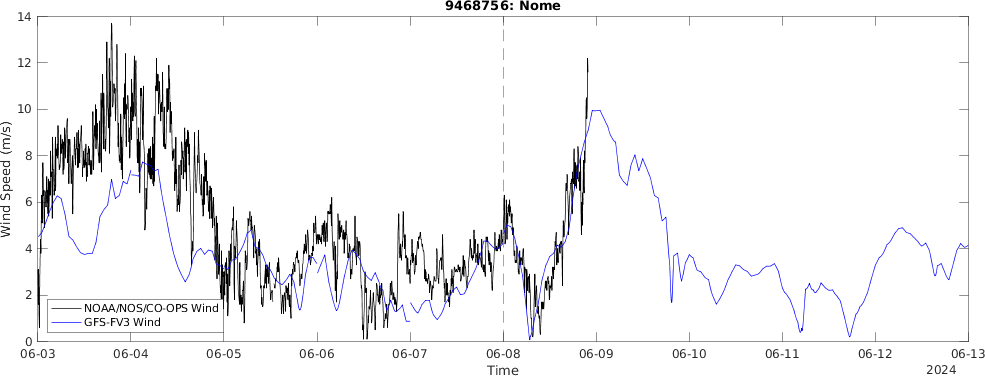 9468756: Nome
Wind Speed (m/s)
14
12
10
8
6
4
2
0
NOAA/NOS/CO-OPS Wind
GFS-FV3 Wind
06-03 06-04 06-05 06-06 06-07 06-08 06-09 06-10 06-11 06-12 06-13
Time
2024